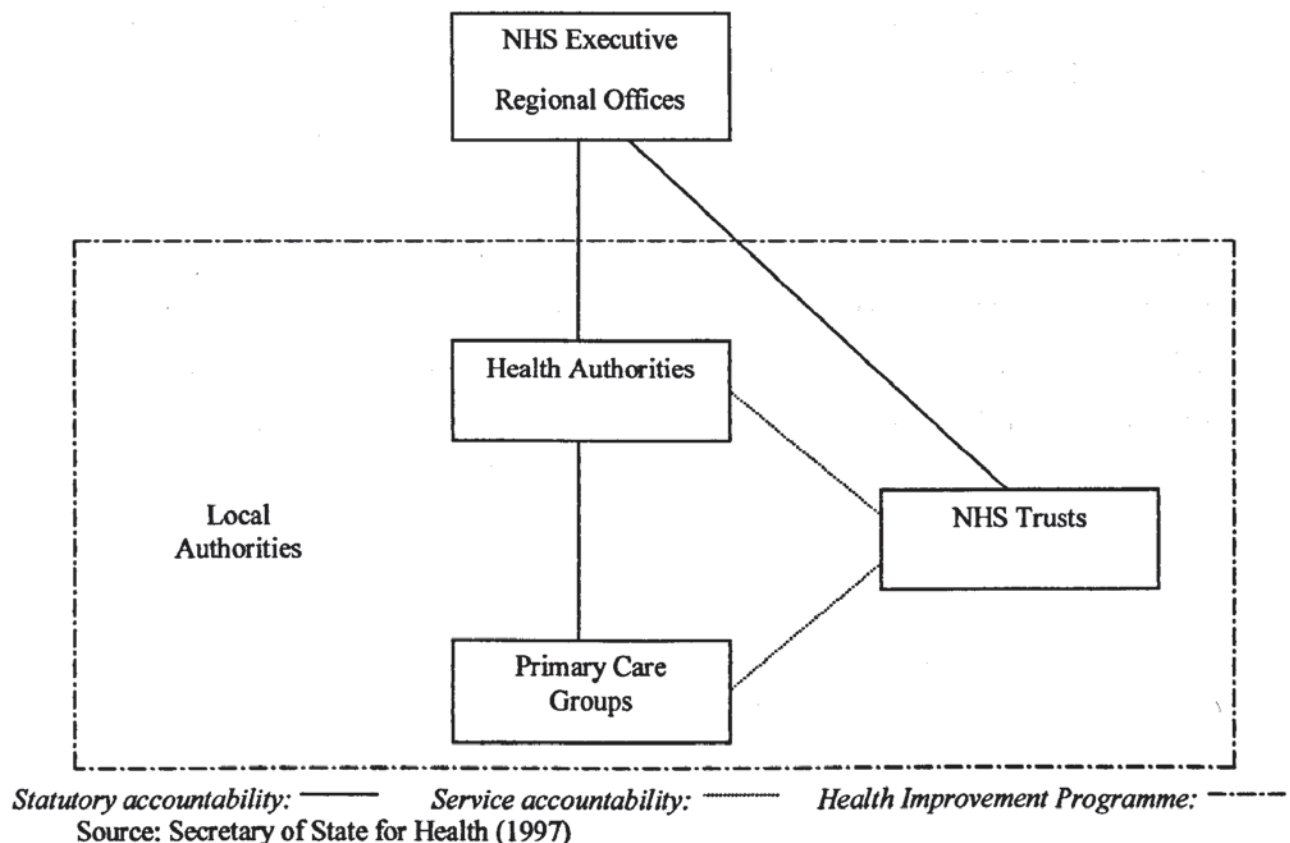 NHS Executive
Regional Offices
Health Authorities
Local
Authorities
NHS Trusts
Primary Care
Groups
Statutory accountability: Service accountability: Health Improvement Programme:
Source: Secretary of State for Health (1997)